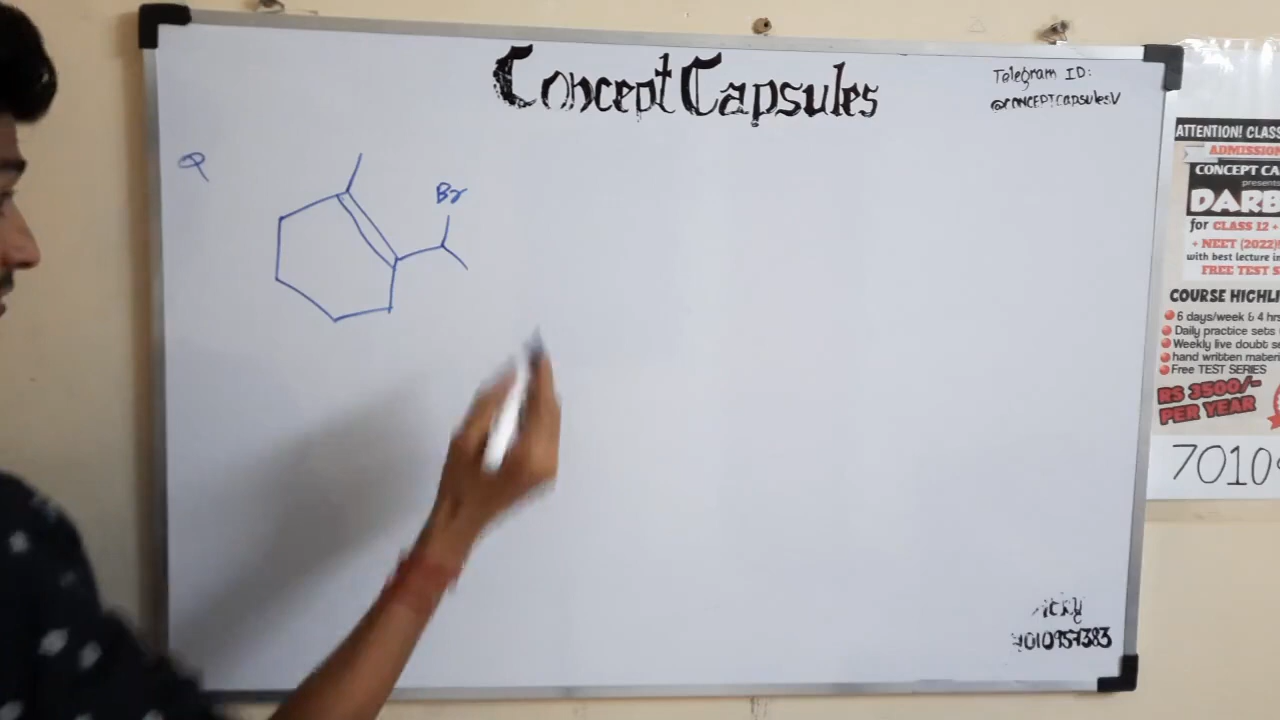 Concept Capsules
Telegram ID:
@CONCEPTCapsulesV
Q
Br
ATTENTION! CLASS
ADMISSION
CONCEPT CA
presents
DARB
for CLASS 12 +
+ NEET (2022)
with best lecture in
FREE TEST S
COURSE HIGHLI
6 days/week & 4 hrs
Daily practice sets
Weekly live doubt se
hand written materi
Free TEST SERIES
RS 3500/-
PER YEAR
7010
7010957383